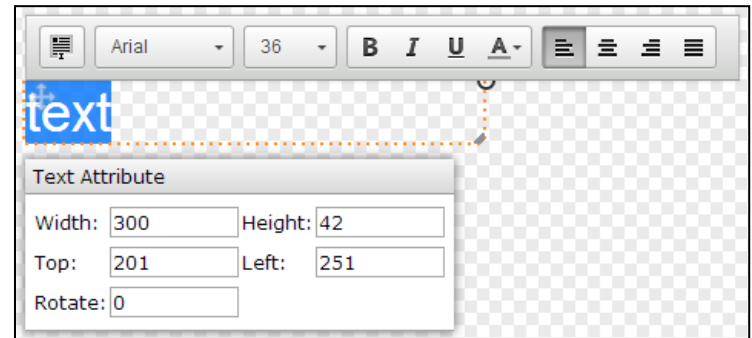 Arial 36 B I U A
text
Text Attribute
Width: 300 Height: 42
Top: 201 Left: 251
Rotate: 0